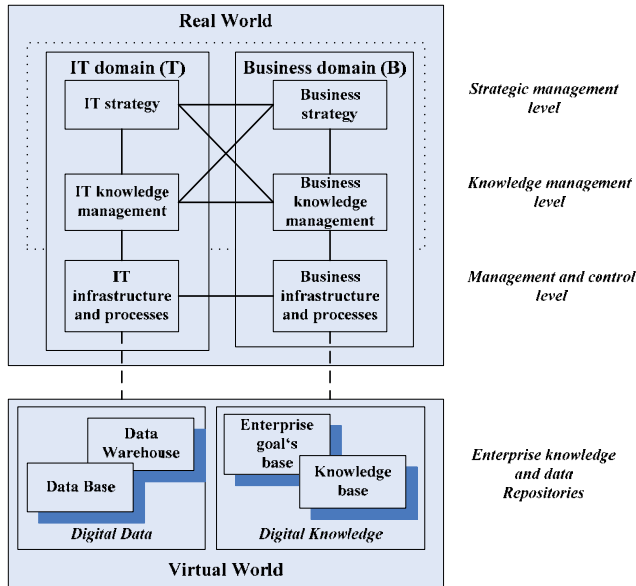 Real World
IT domain (T)
Business domain (B)
IT strategy
Business
strategy
Strategic management
level
IT knowledge
management
Business
knowledge
management
Knowledge management
level
IT
infrastructure
and processes
Business
infrastructure
and processes
Management and control
level
Data
Warehouse
Data Base
Digital Data
Enterprise
goal‘s
base
Knowledge
base
Digital Knowledge
Enterprise knowledge
and data
Repositories
Virtual World